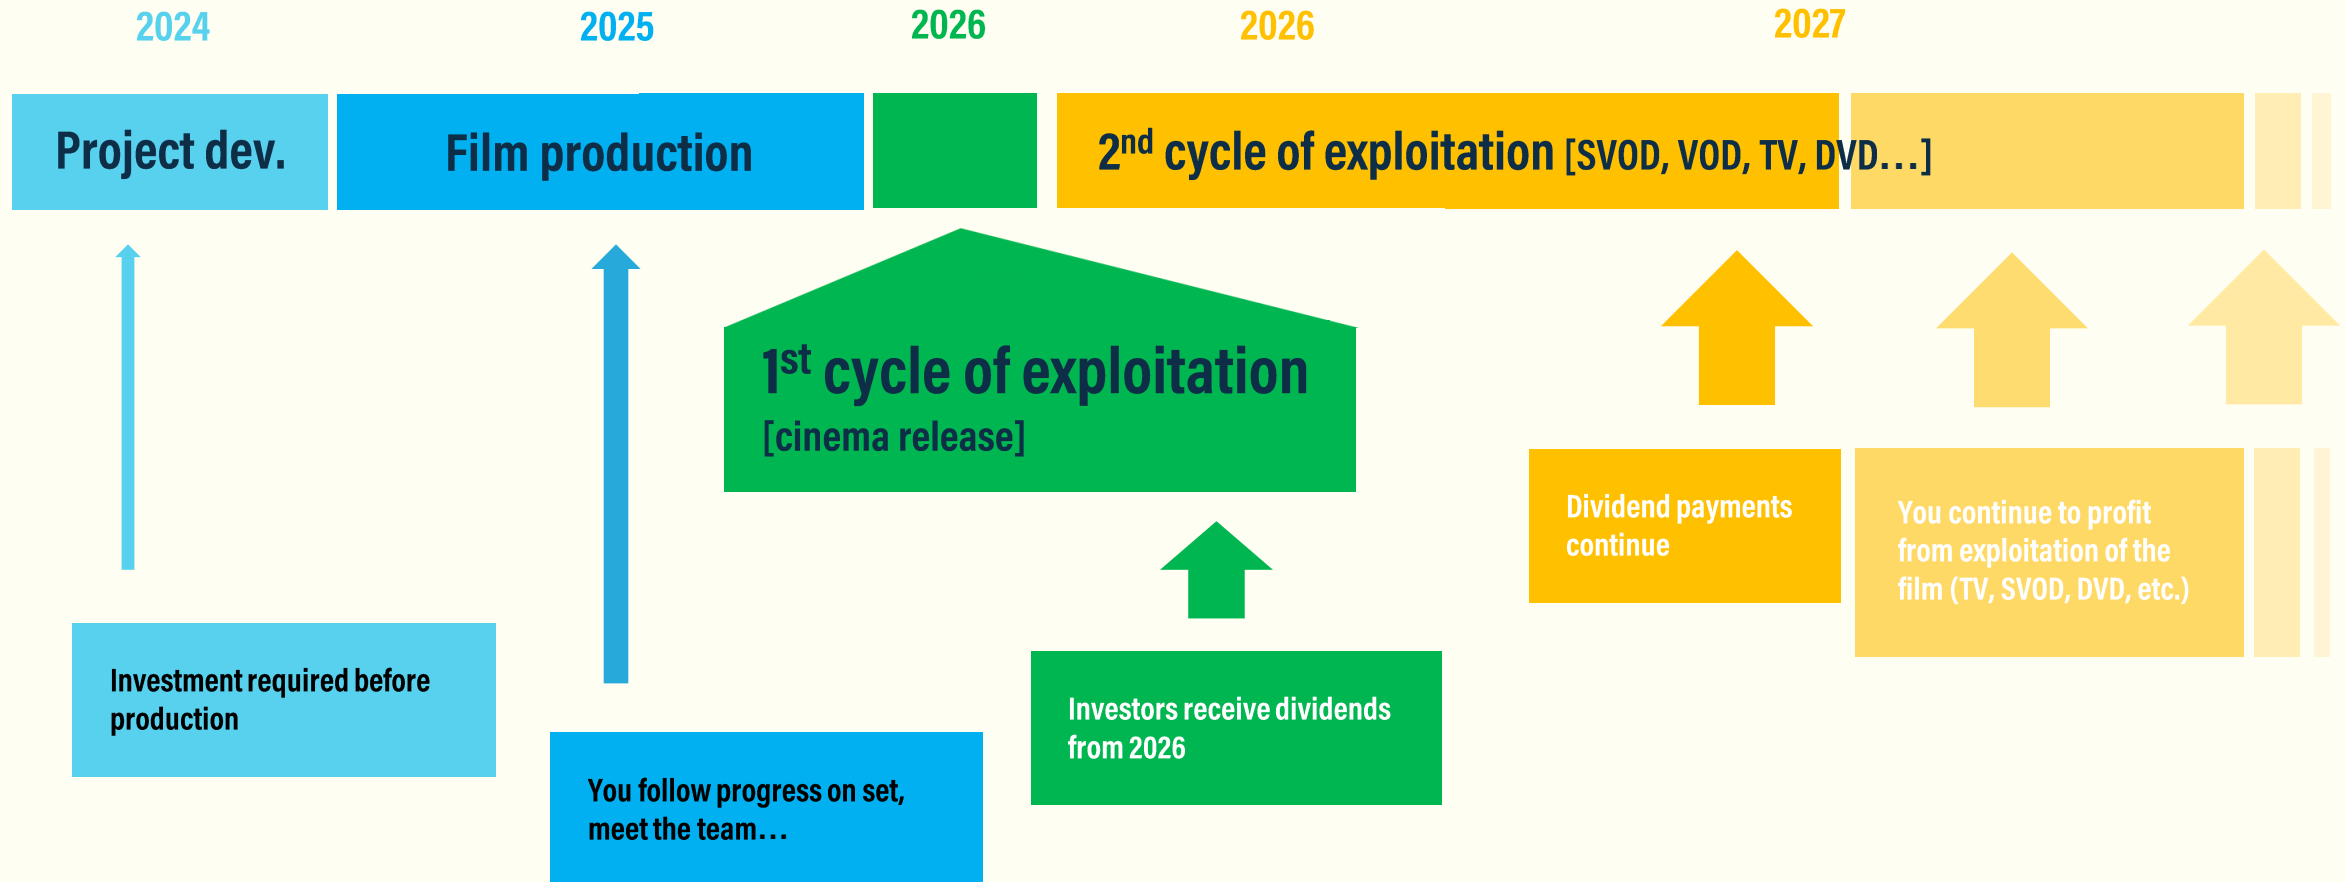 2024
2025
2026
2026
2027
Project dev.
Film production
2nd cycle of exploitation [SVOD, VOD, TV, DVD…]
1st cycle of exploitation
[cinema release]
Dividend payments
continue
You continue to profit
from exploitation of the
film (TV, SVOD, DVD, etc.)
Investment required before
production
Investors receive dividends
from 2026
You follow progress on set,
meet the team…